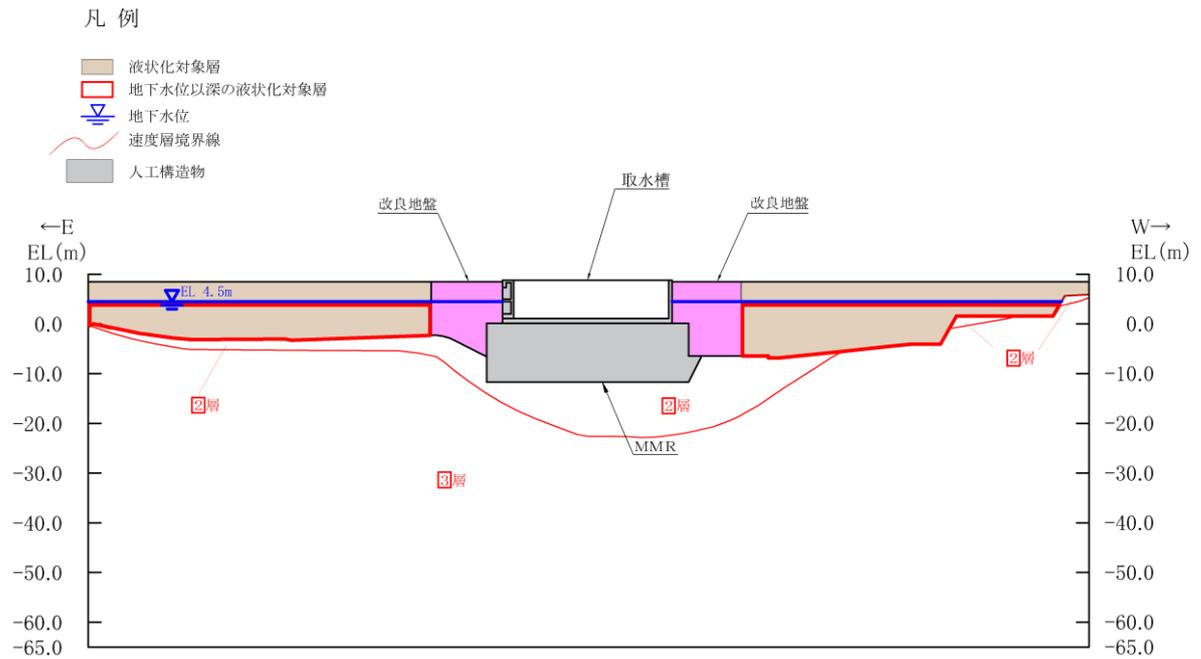 凡 例
液状化対象層
地下水位以深の液状化対象層
地下水位
速度層境界線
人工構造物
取水槽
改良地盤
改良地盤
←E
EL(m)
W→
EL(m)
10.0
0.0
-10.0
-20.0
-30.0
-40.0
-50.0
-60.0
-65.0
EL 4.5m
2層
2層
2層
MMR
3層
10.0
0.0
-10.0
-20.0
-30.0
-40.0
-50.0
-60.0
-65.0